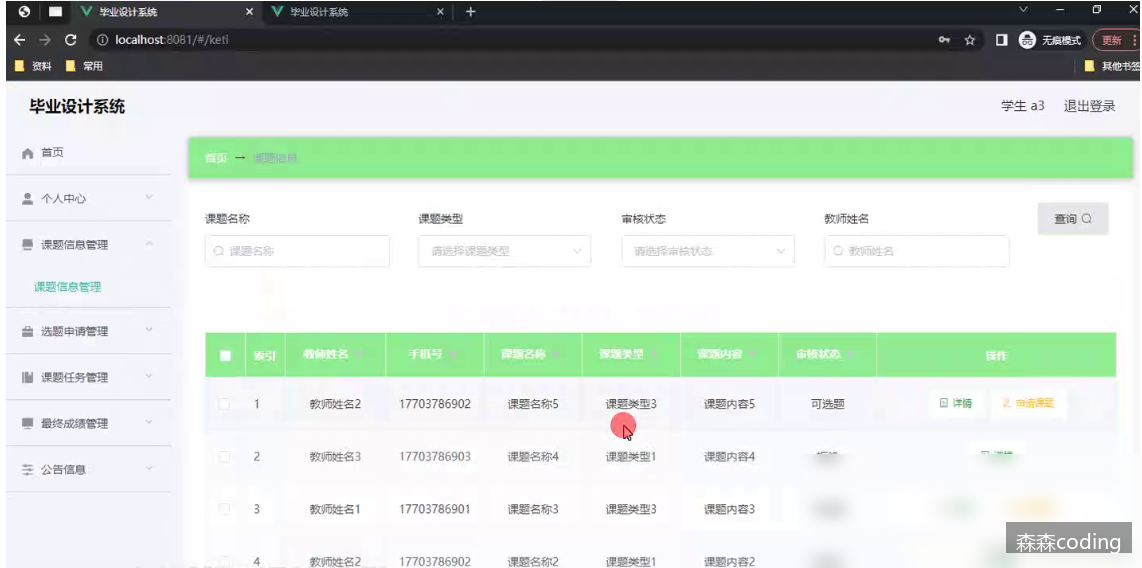 毕业设计系统 毕业设计系统
localhost:8081/#/keti 无痕模式 更新
资料 常用 其他书签
毕业设计系统 学生 a3 退出登录
首页
首页 → 课题信息
个人中心
课题名称 课题类型 审核状态 教师姓名 查询
课题信息管理
课题名称 请选择课题类型 请选择审核状态 教师姓名
课题信息管理
选题申请管理
索引 教师姓名 手机号 课题名称 课题类型 课题内容 审核状态 操作
课题任务管理
1 教师姓名2 17703786902 课题名称5 课题类型3 课题内容5 可选题 详情 申请课题
最终成绩管理
2 教师姓名3 17703786903 课题名称4 课题类型1 课题内容4
公告信息
3 教师姓名1 17703786901 课题名称3 课题类型3 课题内容3
4 教师姓名2 17703786902 课题名称2 课题类型1 课题内容2
森森coding